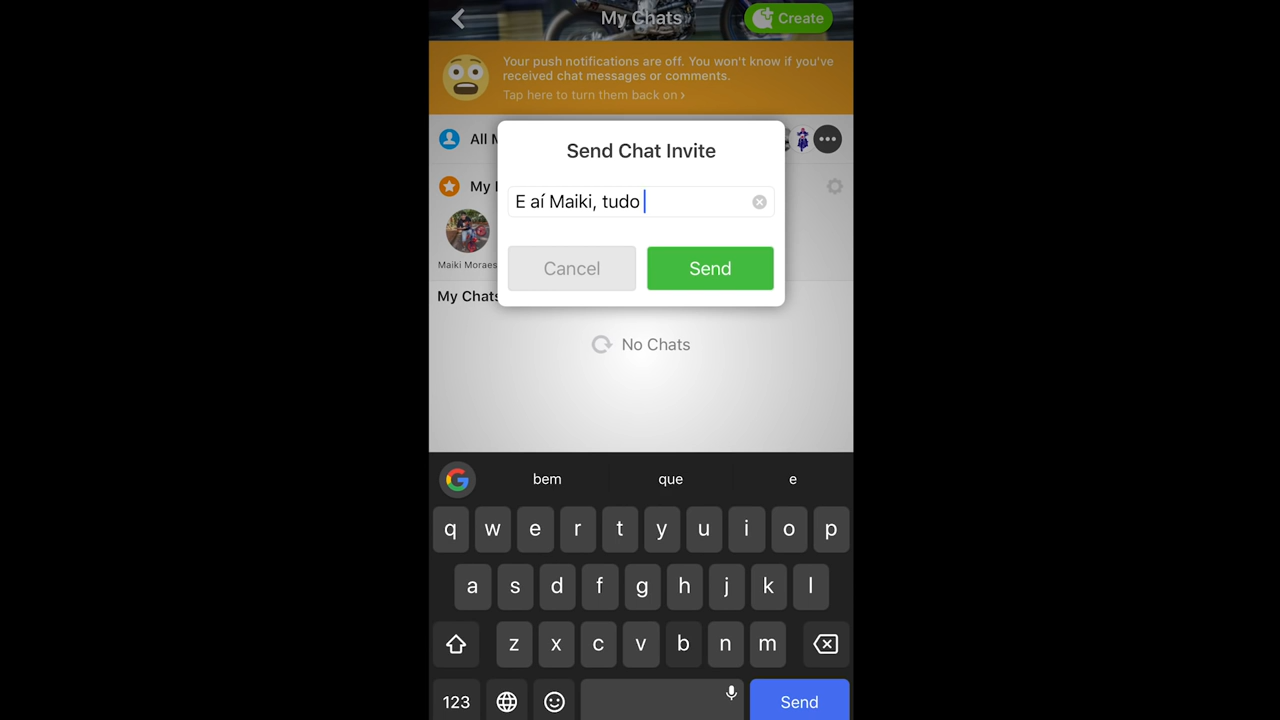 My Chats
Create
Your push notifications are off. You won't know if you've
received chat messages or comments.
Tap here to turn them back on ›
All
Send Chat Invite
My
E aí Maiki, tudo
Maiki Moraes
Cancel
Send
My Chats
No Chats
bem que e
q w e r t y u i o p
a s d f g h j k l
z x c v b n m
123
Send